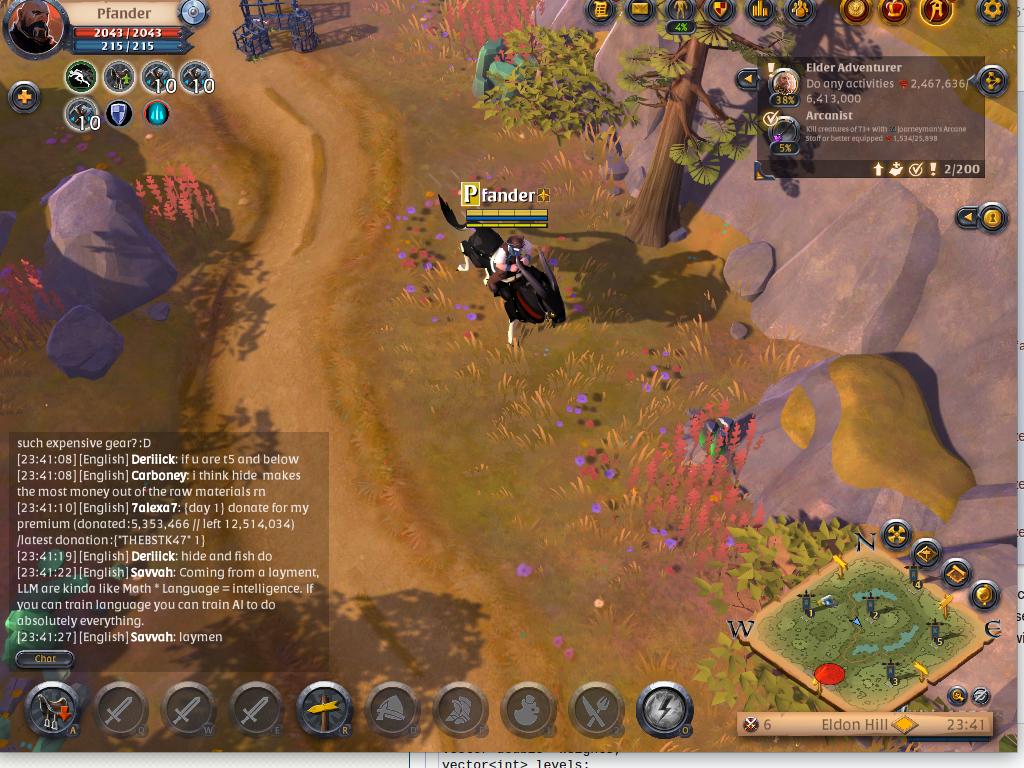 Pfander
2043 / 2043
215 / 215
10
10
10
4%
Elder Adventurer
Do any activities 2,467,636/
6,413,000
38%
Arcanist
Kill creatures of T3+ with Journeyman's Arcane
Staff or better equipped 1,534/25,898
5%
2/200
Pfander
such expensive gear? :D
[23:41:08] [English] Deriiick: if u are t5 and below
[23:41:08] [English] Carboney: i think hide makes
the most money out of the raw materials rn
[23:41:10] [English] 7alexa7: {day 1} donate for my
premium (donated:5,353,466 // left 12,514,034)
/latest donation:{"THEBSTK47" 1}
[23:41:19] [English] Deriiick: hide and fish do
[23:41:22] [English] Savvah: Coming from a layment,
LLM are kinda like Math * Language = intelligence. If
you can train language you can train AI to do
absolutely everything.
[23:41:27] [English] Savvah: laymen
Chat
A
Q
W
E
R
D
F
O
N
W
E
1
2
3
4
5
6
Eldon Hill
23:41
vector<int> levels;